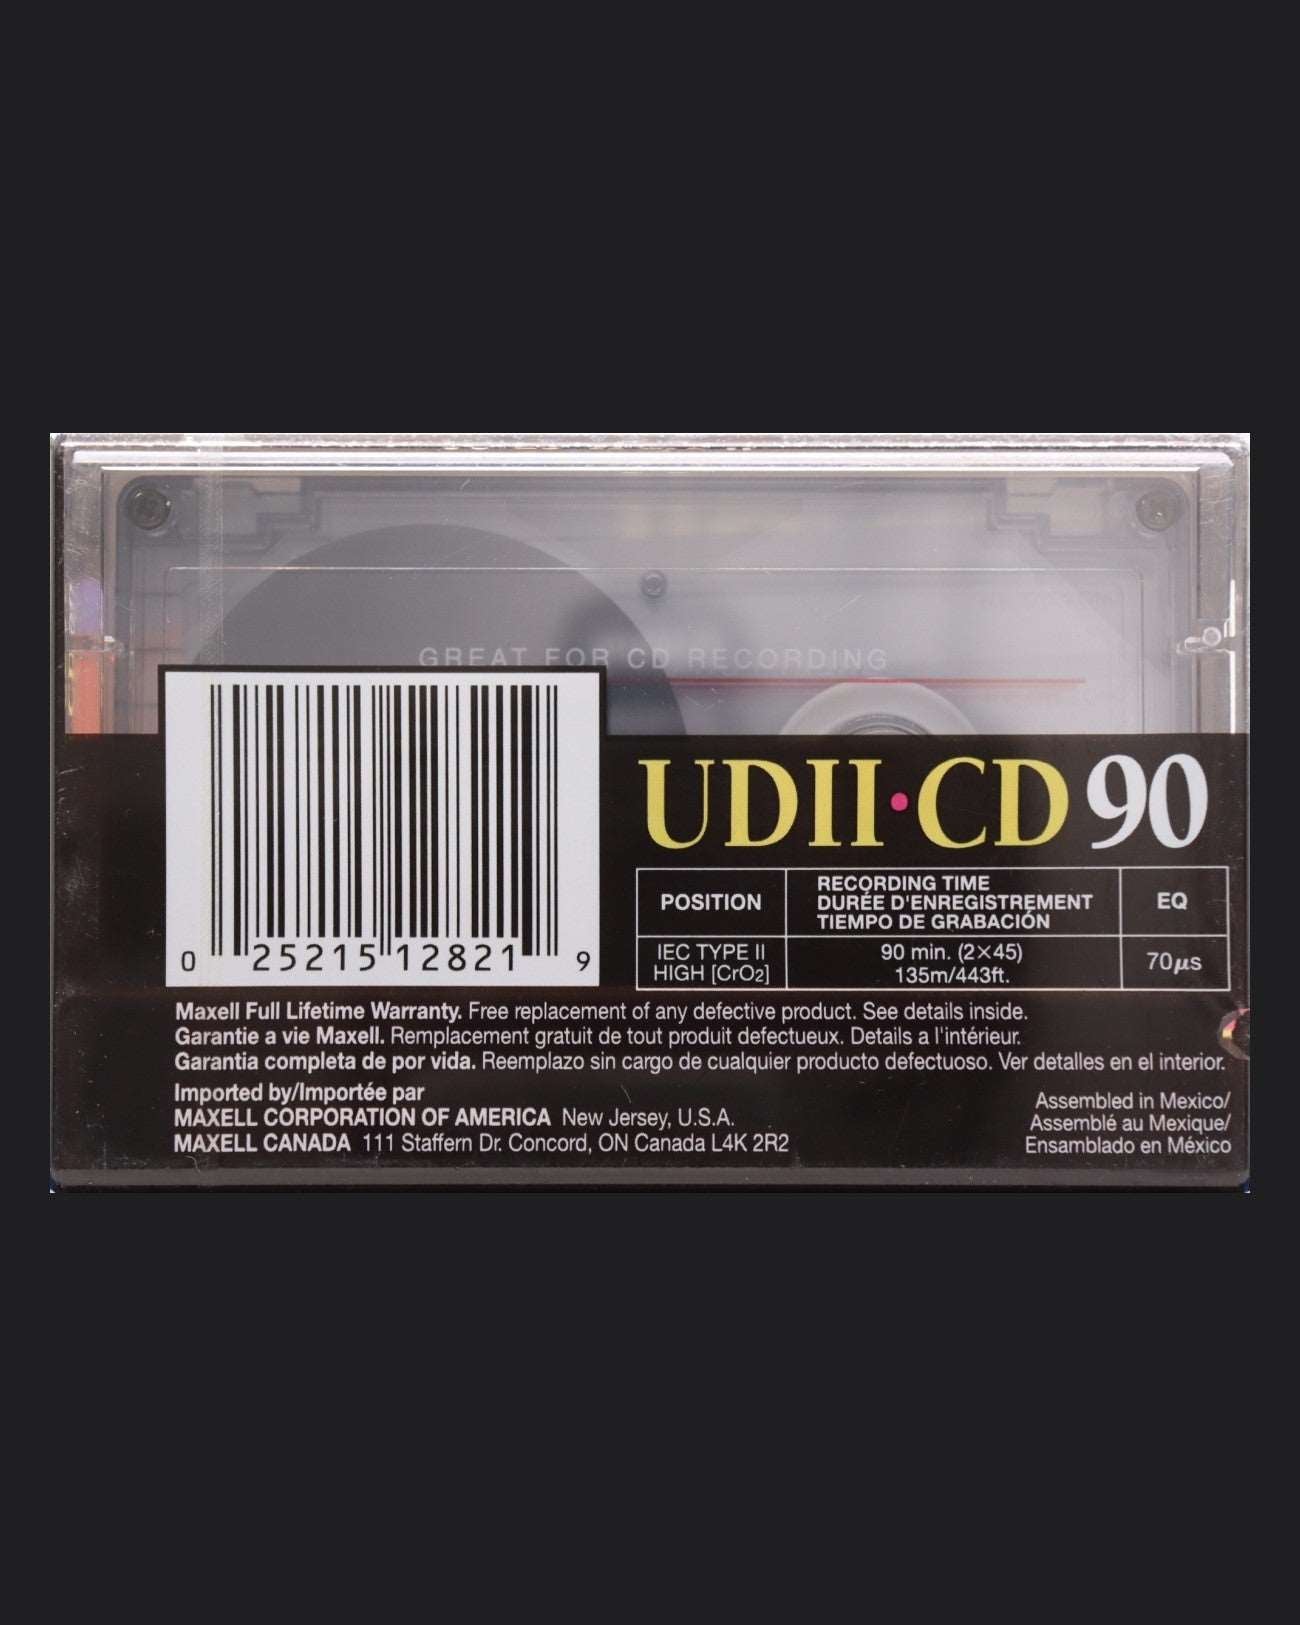 GREAT FOR CD RECORDING
UDII·CD 90
POSITION
RECORDING TIME
DURÉE D'ENREGISTREMENT
TIEMPO DE GRABACIÓN
EQ
IEC TYPE II
HIGH [CrO2]
90 min. (2×45)
135m/443ft.
70µs
0 25215 12821 9
Maxell Full Lifetime Warranty. Free replacement of any defective product. See details inside.
Garantie a vie Maxell. Remplacement gratuit de tout produit defectueux. Details a l'intérieur.
Garantia completa de por vida. Reemplazo sin cargo de cualquier producto defectuoso. Ver detalles en el interior.
Imported by/Importée par
MAXELL CORPORATION OF AMERICA New Jersey, U.S.A.
MAXELL CANADA 111 Staffern Dr. Concord, ON Canada L4K 2R2
Assembled in Mexico/
Assemblé au Mexique/
Ensamblado en México